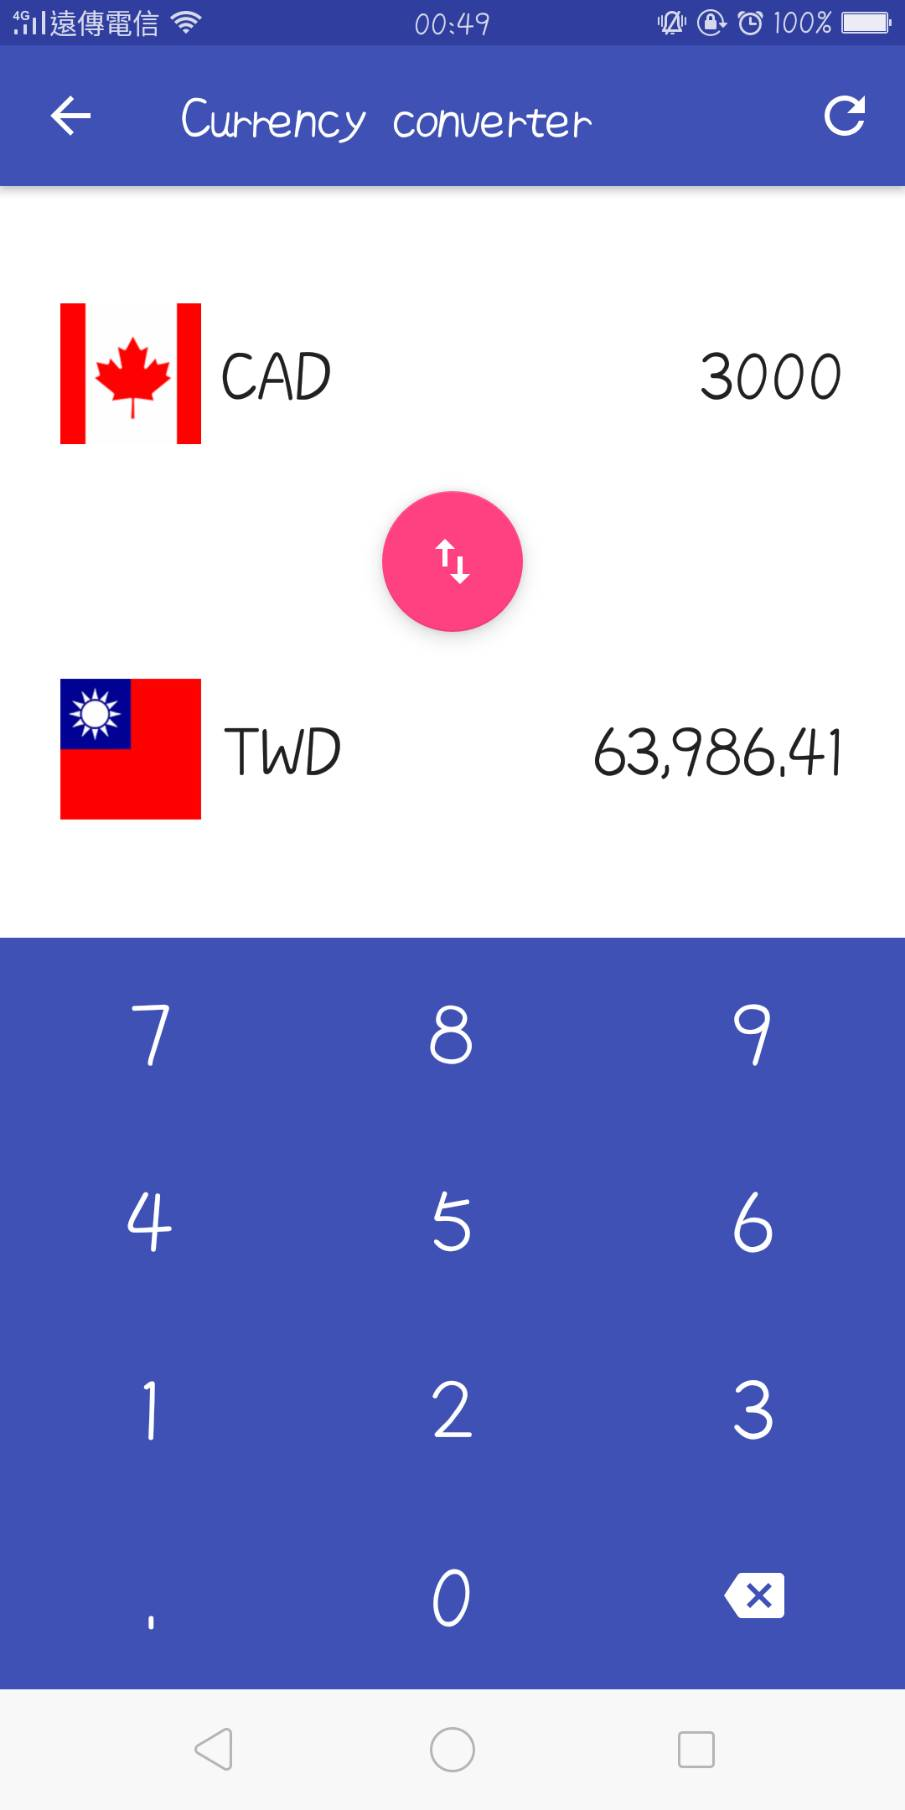 4G 遠傳電信 00:49 100%
Currency converter
CAD 3000
TWD 63,986.41
7 8 9
4 5 6
1 2 3
. 0